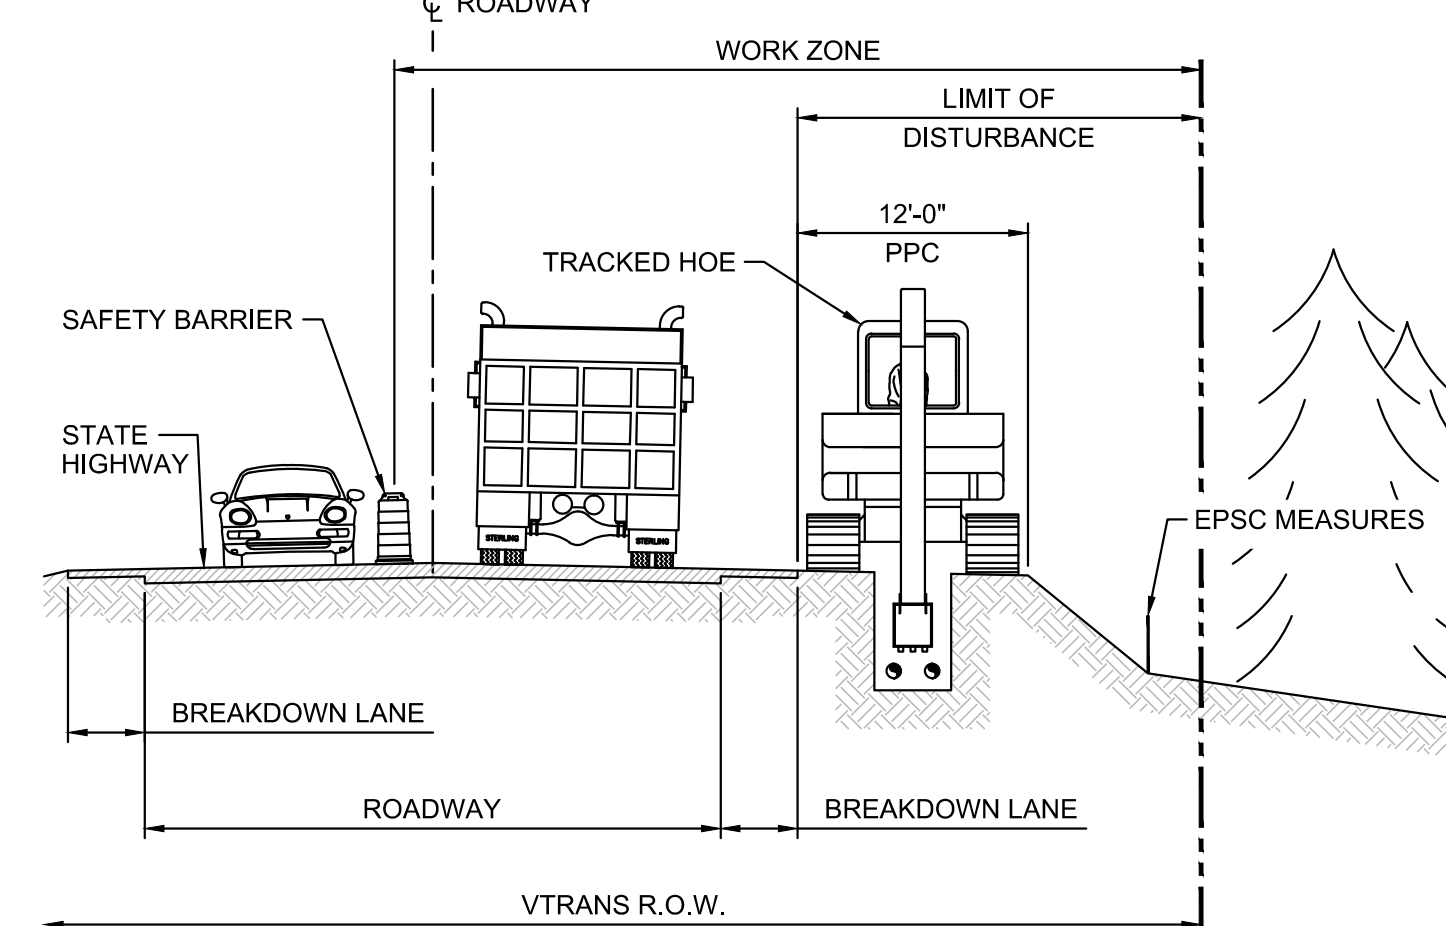 ℄ ROADWAY
WORK ZONE
LIMIT OF
DISTURBANCE
12'-0"
PPC
TRACKED HOE
SAFETY BARRIER
STATE
HIGHWAY
STERLING
STERLING
EPSC MEASURES
BREAKDOWN LANE
ROADWAY
BREAKDOWN LANE
VTRANS R.O.W.